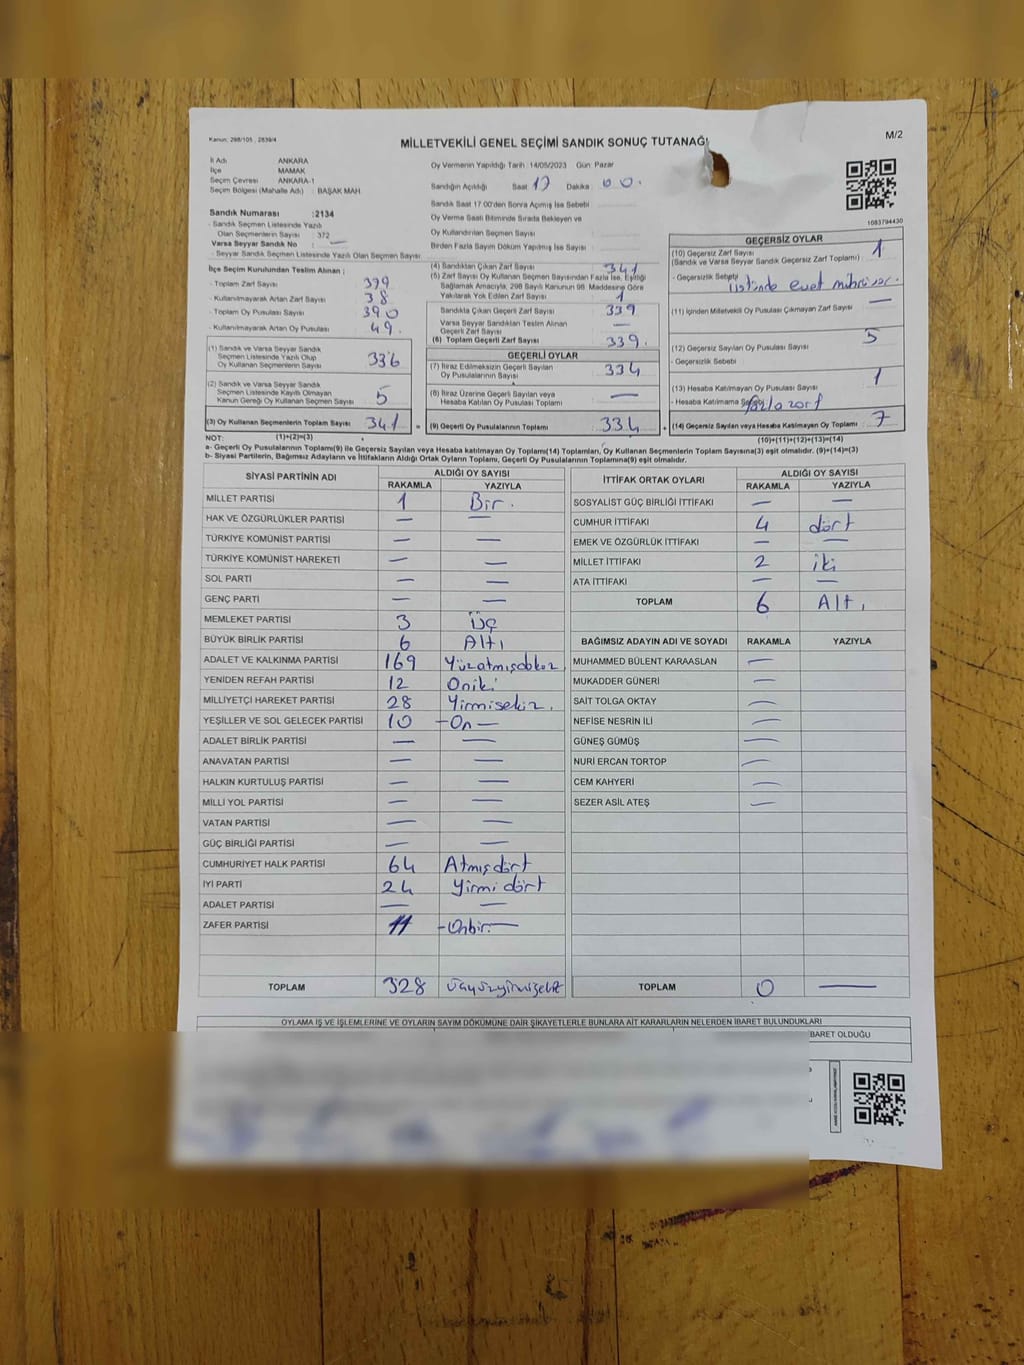 Kanun: 298/105 , 2839/4
MİLLETVEKİLİ GENEL SEÇİMİ SANDIK SONUÇ TUTANAĞI
M/2
İl Adı ANKARA
İlçe MAMAK
Seçim Çevresi ANKARA-1
Seçim Bölgesi (Mahalle Adı) : BAŞAK MAH.
Oy Vermenin Yapıldığı Tarih : 14/05/2023 Gün: Pazar
Sandığın Açıldığı Saat 17 Dakika 00.
Sandık Saat 17.00'den Sonra Açılmış İse Sebebi
Oy Verme Saati Bitiminde Sırada Bekleyen ve
Oy Kullandırılan Seçmen Sayısı
Birden Fazla Sayım Döküm Yapılmış İse Sayısı
1083794430
Sandık Numarası :2134
- Sandık Seçmen Listesinde Yazılı
Olan Seçmenlerin Sayısı : 372
Varsa Seyyar Sandık No : —
- Seyyar Sandık Seçmen Listesinde Yazılı Olan Seçmen Sayısı
İlçe Seçim Kurulundan Teslim Alınan ;
- Toplam Zarf Sayısı 379
- Kullanılmayarak Artan Zarf Sayısı 38
- Toplam Oy Pusulası Sayısı 390
- Kullanılmayarak Artan Oy Pusulası 49.
(1) Sandık ve Varsa Seyyar Sandık
Seçmen Listesinde Yazılı Olup
Oy Kullanan Seçmenlerin Sayısı 336
(2) Sandık ve Varsa Seyyar Sandık
Seçmen Listesinde Kayıtlı Olmayan
Kanun Gereği Oy Kullanan Seçmen Sayısı 5
(3) Oy Kullanan Seçmenlerin Toplam Sayısı 341
(4) Sandıktan Çıkan Zarf Sayısı 341
(5) Zarf Sayısı Oy Kullanan Seçmen Sayısından Fazla İse, Eşitliği
Bağlamak Amacıyla, 298 Sayılı Kanunun 98. Maddesine Göre
Yakılarak Yok Edilen Zarf Sayısı 1
Sandıkta Çıkan Geçerli Zarf Sayısı 339
Varsa Seyyar Sandıktan Teslim Alınan
Geçerli Zarf Sayısı —
(6) Toplam Geçerli Zarf Sayısı 339.
GEÇERLİ OYLAR
(7) İtiraz Edilmeksizin Geçerli Sayılan
Oy Pusulalarının Sayısı 334
(8) İtiraz Üzerine Geçerli Sayılan veya
Hesaba Katılan Oy Pusulası Toplamı —
(9) Geçerli Oy Pusulalarının Toplamı 334
GEÇERSİZ OYLAR
(10) Geçersiz Zarf Sayısı 1
(Sandık ve Varsa Seyyar Sandık Geçersiz Zarf Toplamı)
- Geçersizlik Sebebi üstünde evet mührü var.
(11) İçinden Milletvekili Oy Pusulası Çıkmayan Zarf Sayısı —
(12) Geçersiz Sayılan Oy Pusulası Sayısı 5
- Geçersizlik Sebebi
(13) Hesaba Katılmayan Oy Pusulası Sayısı 1
- Hesaba Katılmama Sebebi fazla zarf
(14) Geçersiz Sayılan veya Hesaba Katılmayan Oy Toplamı 7
NOT: (1)+(2)=(3) (10)+(11)+(12)+(13)=(14)
a- Geçerli Oy Pusulalarının Toplamı(9) ile Geçersiz Sayılan veya Hesaba katılmayan Oy Toplamı(14) Toplamları, Oy Kullanan Seçmenlerin Toplam Sayısına(3) eşit olmalıdır. (9)+(14)=(3)
b- Siyasi Partilerin, Bağımsız Adayların ve İttifakların Aldığı Ortak Oyların Toplamı, Geçerli Oy Pusulalarının Toplamına(9) eşit olmalıdır.
SİYASİ PARTİNİN ADI ALDIĞI OY SAYISI
RAKAMLA YAZIYLA
MİLLET PARTİSİ 1 Bir.
HAK VE ÖZGÜRLÜKLER PARTİSİ — —
TÜRKİYE KOMÜNİST PARTİSİ — —
TÜRKİYE KOMÜNİST HAREKETİ — —
SOL PARTİ — —
GENÇ PARTİ — —
MEMLEKET PARTİSİ 3 Üç
BÜYÜK BİRLİK PARTİSİ 6 Altı
ADALET VE KALKINMA PARTİSİ 169 Yüzatmışdokuz
YENİDEN REFAH PARTİSİ 12 Oniki
MİLLİYETÇİ HAREKET PARTİSİ 28 Yirmisekiz.
YEŞİLLER VE SOL GELECEK PARTİSİ 10 -On—
ADALET BİRLİK PARTİSİ — —
ANAVATAN PARTİSİ — —
HALKIN KURTULUŞ PARTİSİ — —
MİLLİ YOL PARTİSİ — —
VATAN PARTİSİ — —
GÜÇ BİRLİĞİ PARTİSİ — —
CUMHURİYET HALK PARTİSİ 64 Atmışdört
İYİ PARTİ 24 Yirmi dört
ADALET PARTİSİ — —
ZAFER PARTİSİ 11 -Onbir—
TOPLAM 328 üçyüzyirmisekiz
İTTİFAK ORTAK OYLARI ALDIĞI OY SAYISI
RAKAMLA YAZIYLA
SOSYALİST GÜÇ BİRLİĞİ İTTİFAKI — —
CUMHUR İTTİFAKI 4 dört
EMEK VE ÖZGÜRLÜK İTTİFAKI — —
MİLLET İTTİFAKI 2 iki
ATA İTTİFAKI — —
TOPLAM 6 Altı
BAĞIMSIZ ADAYIN ADI VE SOYADI RAKAMLA YAZIYLA
MUHAMMED BÜLENT KARAASLAN —
MUKADDER GÜNERİ —
SAİT TOLGA OKTAY —
NEFİSE NESRİN İLİ —
GÜNEŞ GÜMÜŞ —
NURİ ERCAN TORTOP —
CEM KAHYERİ —
SEZER ASİL ATEŞ —
TOPLAM 0 —
OYLAMA İŞ VE İŞLEMLERİNE VE OYLARIN SAYIM DÖKÜMÜNE DAİR ŞİKAYETLERLE BUNLARA AİT KARARLARIN NELERDEN İBARET BULUNDUKLARI
İBARET OLDUĞU